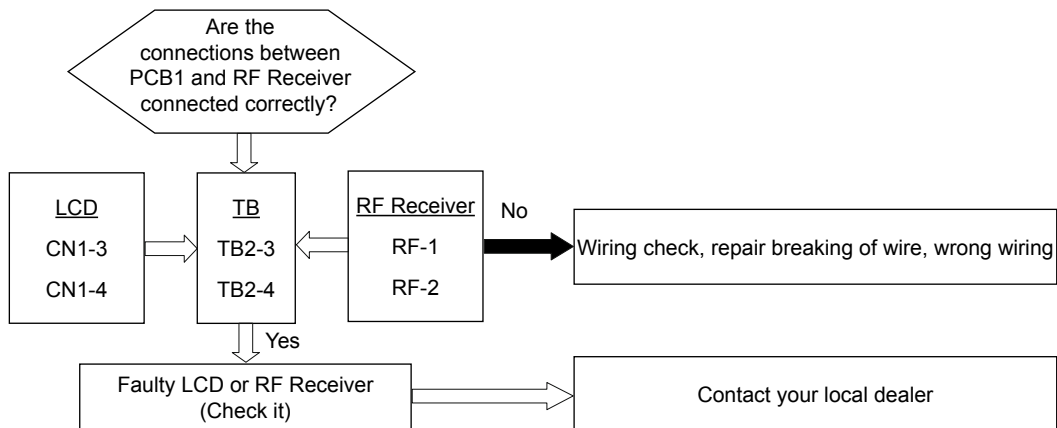 Are the
connections between
PCB1 and RF Receiver
connected correctly?
LCD
CN1-3
CN1-4
TB
TB2-3
TB2-4
RF Receiver
RF-1
RF-2
No
Wiring check, repair breaking of wire, wrong wiring
Yes
Faulty LCD or RF Receiver
(Check it)
Contact your local dealer